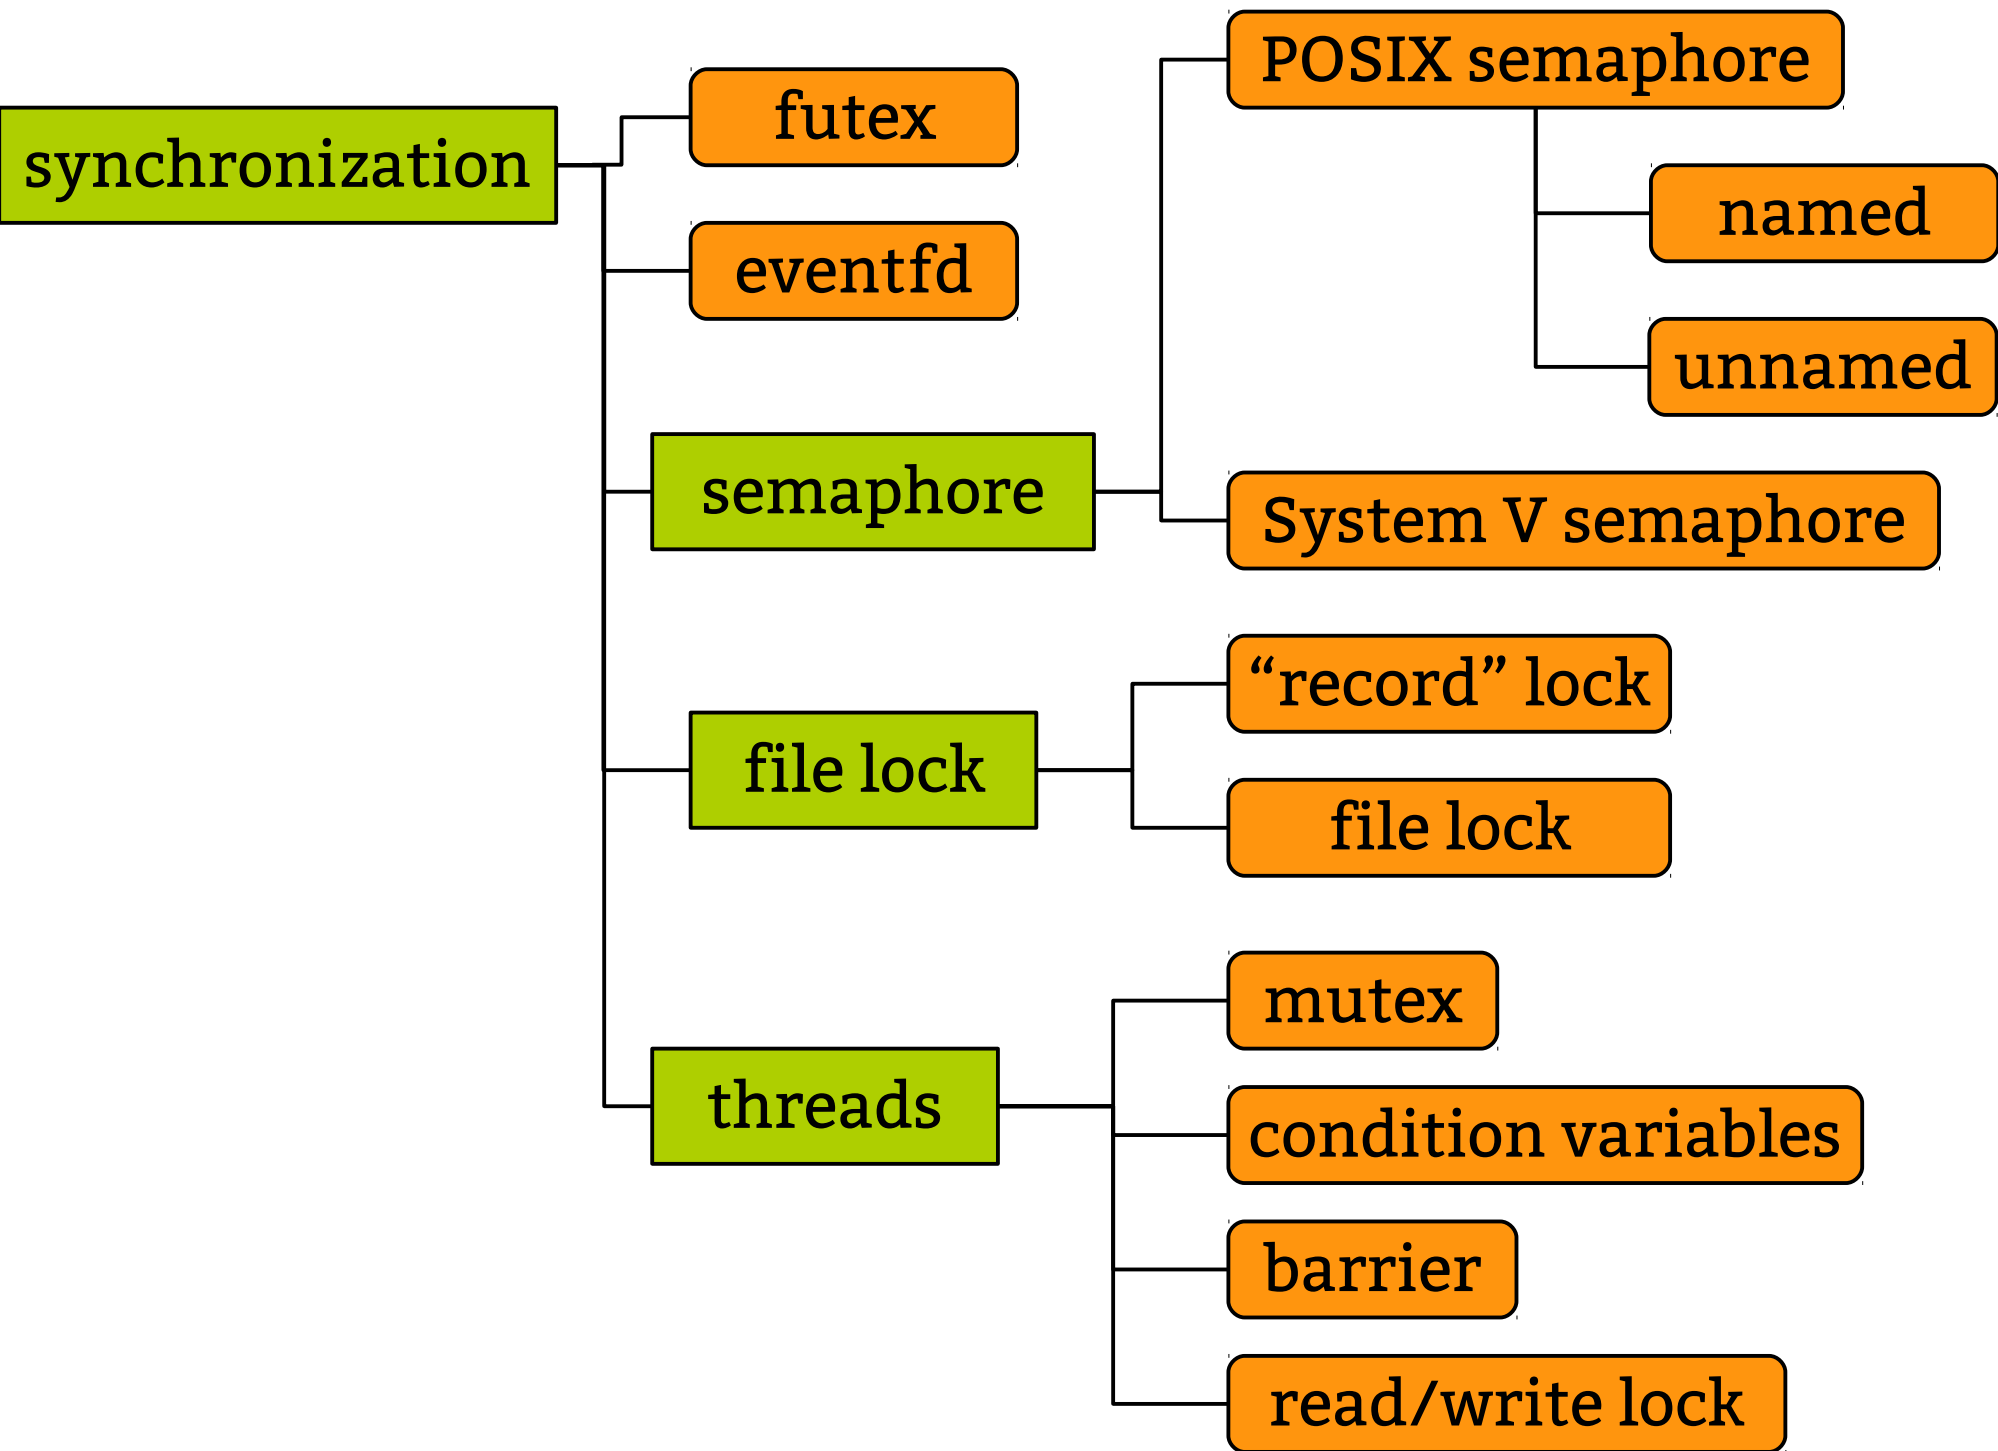 synchronization
futex
eventfd
semaphore
POSIX semaphore
named
unnamed
System V semaphore
file lock
“record” lock
file lock
threads
mutex
condition variables
barrier
read/write lock